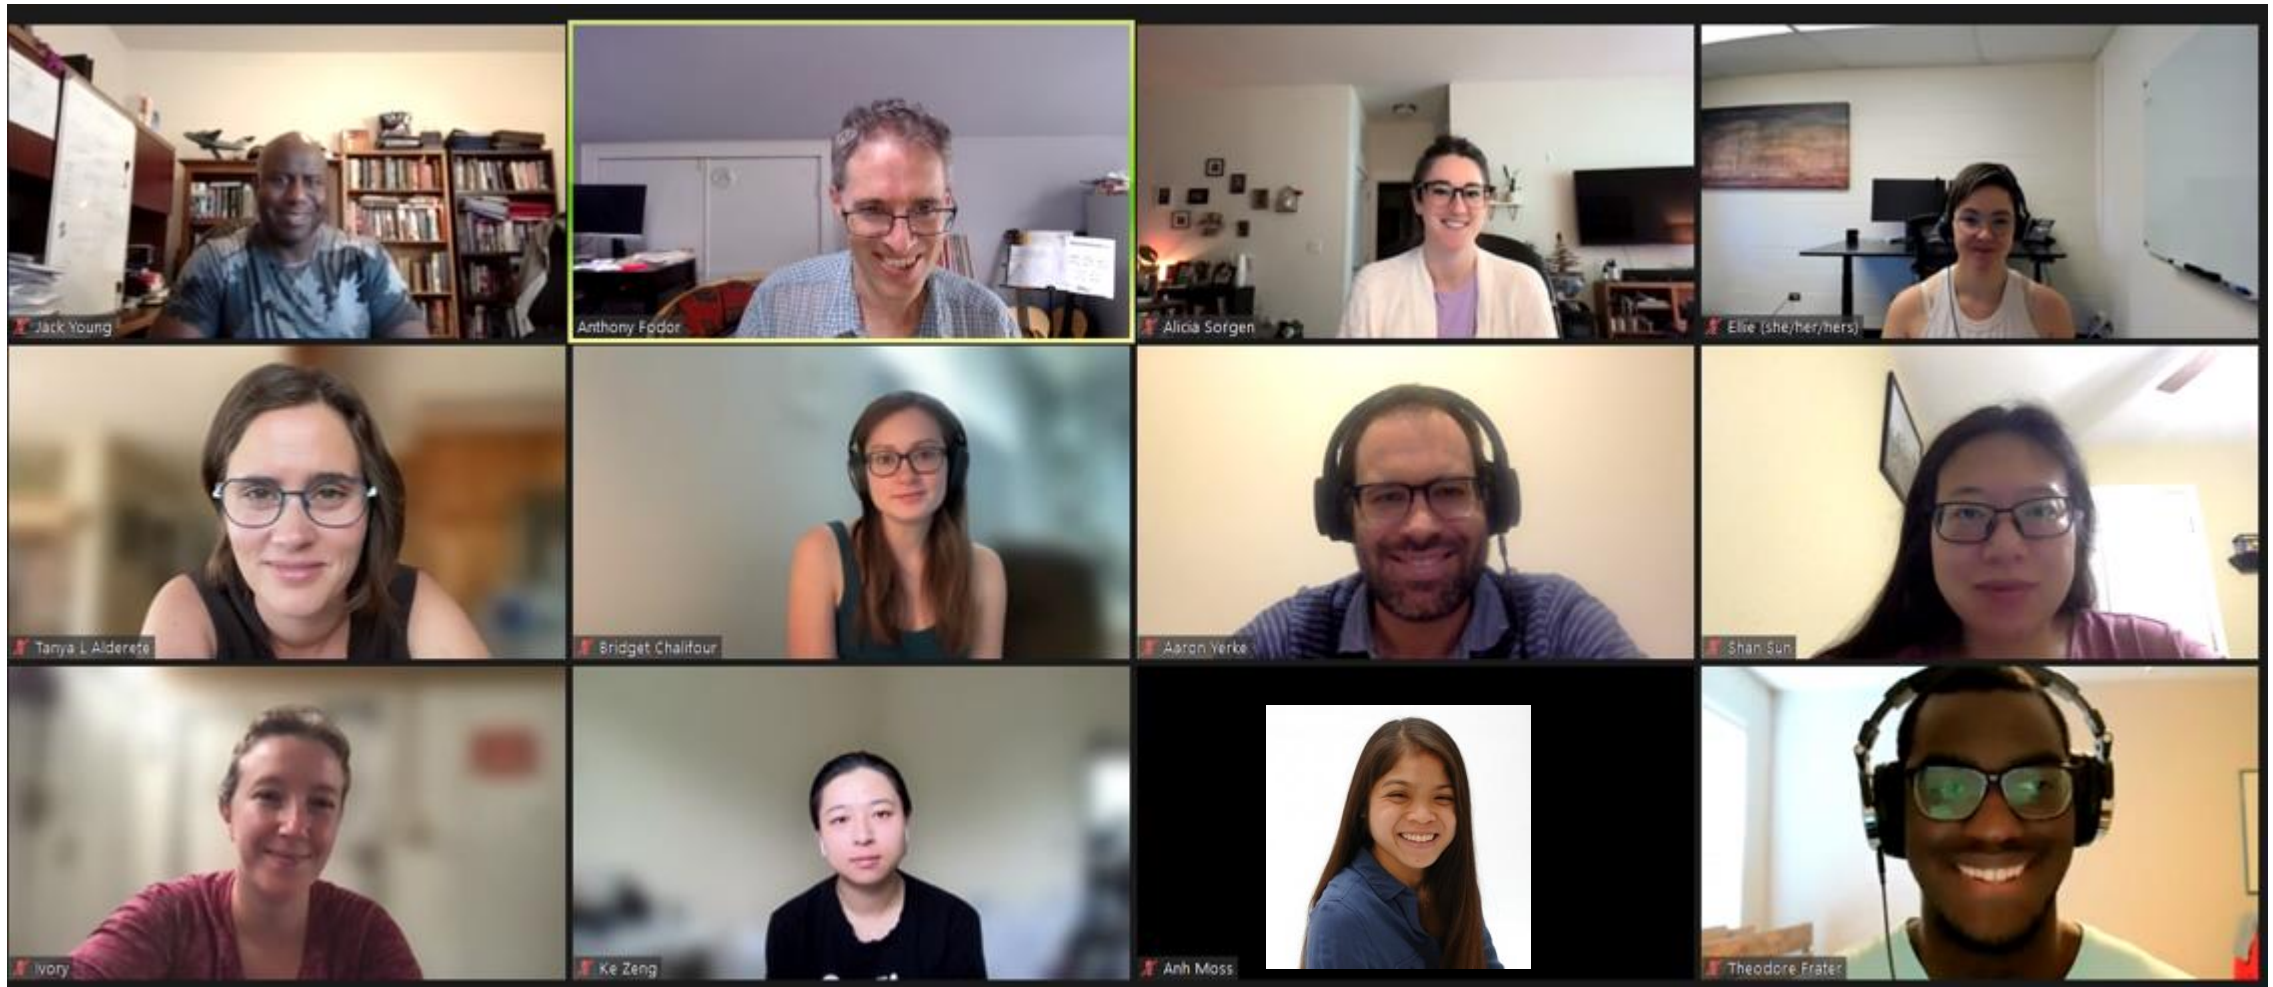 Jack Young
Anthony Fodor
Alicia Sorgen
Ellie (she/her/hers)
Tanya L Alderete
Bridget Chalifour
Aaron Yerke
Shan Sun
Ivory
Ke Zeng
Anh Moss
Theodore Frater